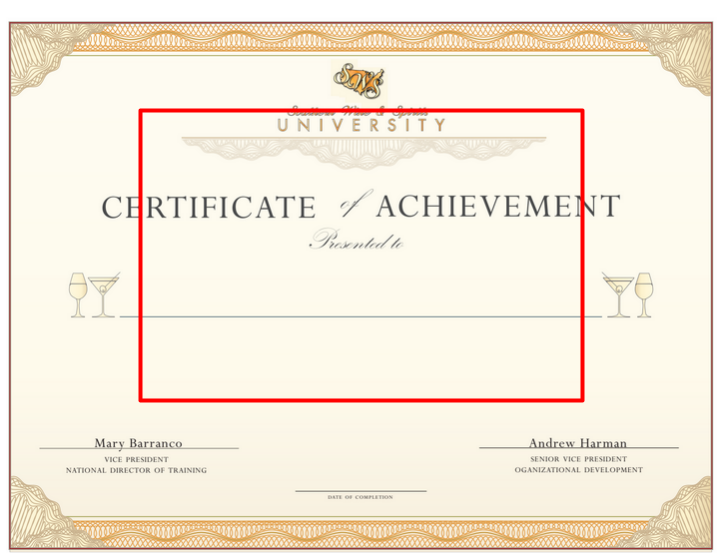 SWS
Southern Wine & Spirits
UNIVERSITY
CERTIFICATE of ACHIEVEMENT
Presented to
Mary Barranco
VICE PRESIDENT
NATIONAL DIRECTOR OF TRAINING
Andrew Harman
SENIOR VICE PRESIDENT
OGANIZATIONAL DEVELOPMENT
DATE OF COMPLETION